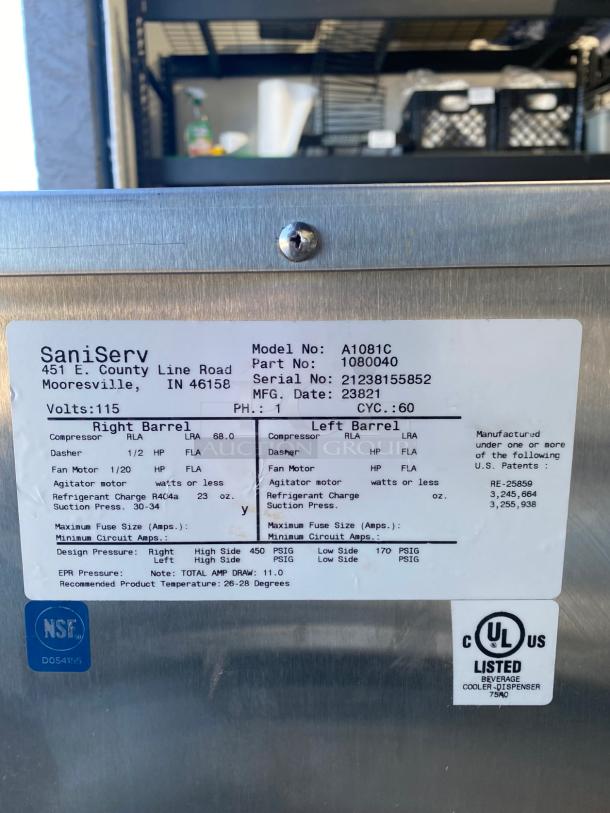 SaniServ
451 E. County Line Road
Mooresville, IN 46158
Model No: A1081C
Part No: 1080040
Serial No: 21238155852
MFG. Date: 23821
Volts:115 PH.: 1 CYC.:60
Right Barrel
Compressor RLA LRA 68.0
Dasher 1/2 HP FLA
Fan Motor 1/20 HP FLA
Agitator motor watts or less
Refrigerant Charge R404a 23 oz.
Suction Press. 30-34 y
Maximum Fuse Size (Amps.):
Minimum Circuit Amps.:
Left Barrel
Compressor RLA LRA
Dasher HP FLA
Fan Motor HP FLA
Agitator motor watts or less
Refrigerant Charge oz.
Suction Press.
Maximum Fuse Size (Amps.):
Minimum Circuit Amps.:
Manufactured
under one or more
of the following
U.S. Patents :
RE-25859
3,245,664
3,255,938
Design Pressure: Right High Side 450 PSIG Low Side 170 PSIG
Left High Side PSIG Low Side PSIG
EPR Pressure: Note: TOTAL AMP DRAW: 11.0
Recommended Product Temperature: 26-28 Degrees
AUCTION GROUP
NSF
C UL US
LISTED
BEVERAGE
COOLER-DISPENSER